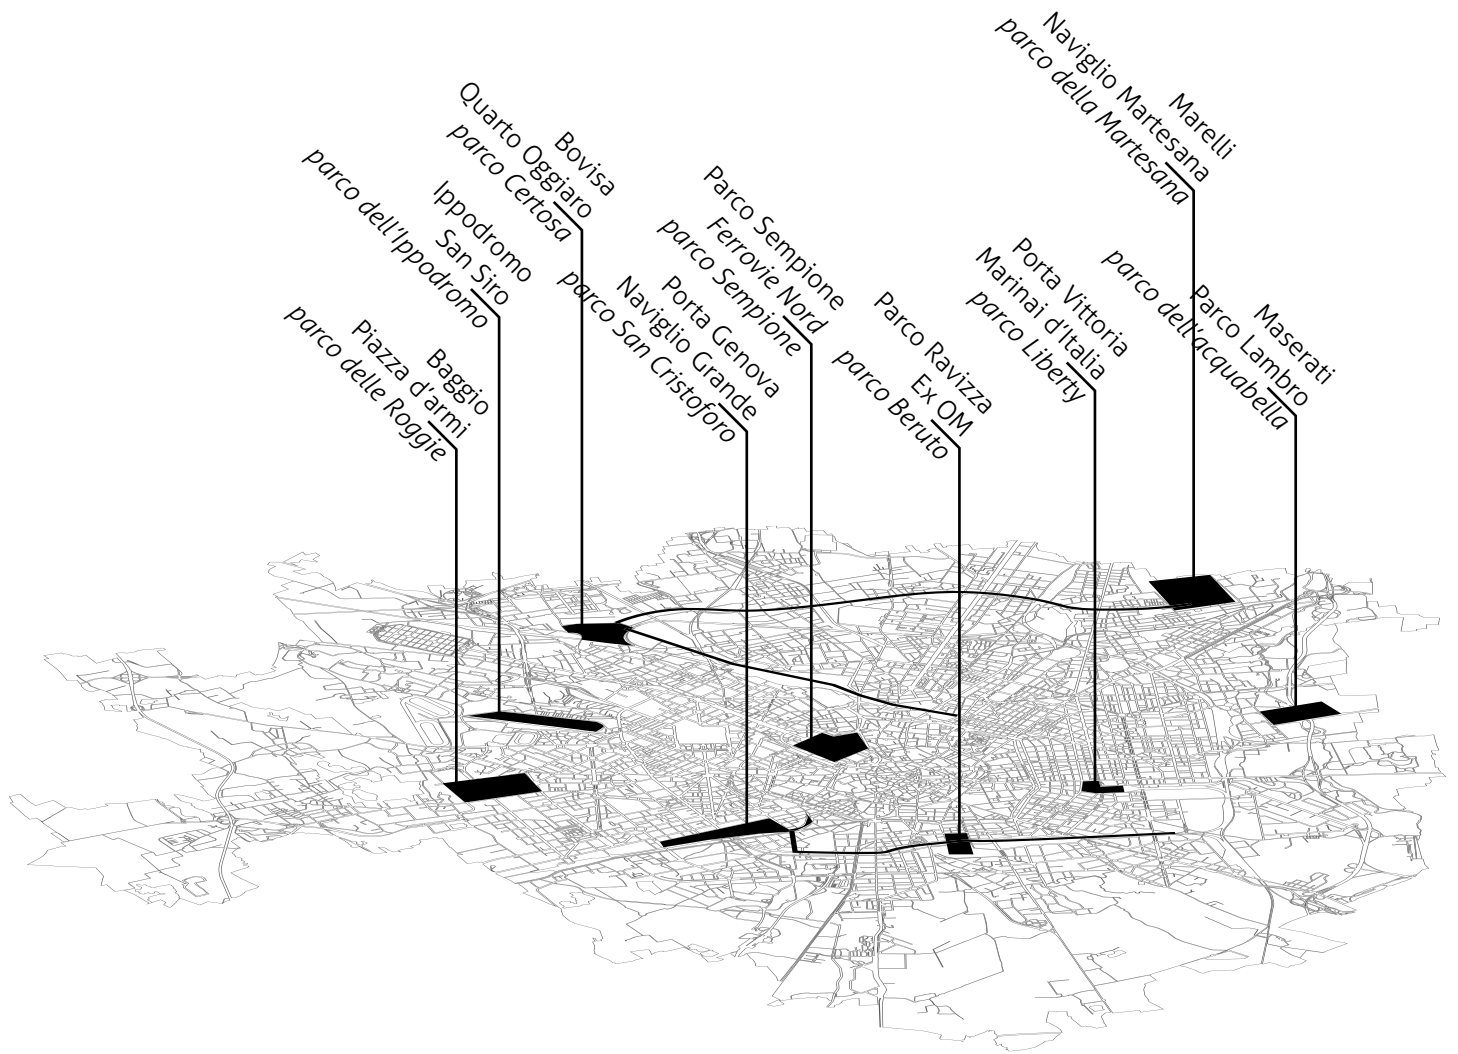 Baggio
Piazza d'armi
parco delle Roggie
Ippodromo
San Siro
parco dell'Ippodromo
Bovisa
Quarto Oggiaro
parco Certosa
Porta Genova
Naviglio Grande
parco San Cristoforo
Parco Sempione
Ferrovie Nord
parco Sempione
Parco Ravizza
Ex OM
parco Beruto
Porta Vittoria
Marinai d'Italia
parco Liberty
Marelli
Naviglio Martesana
parco della Martesana
Maserati
Parco Lambro
parco dell'acquabella